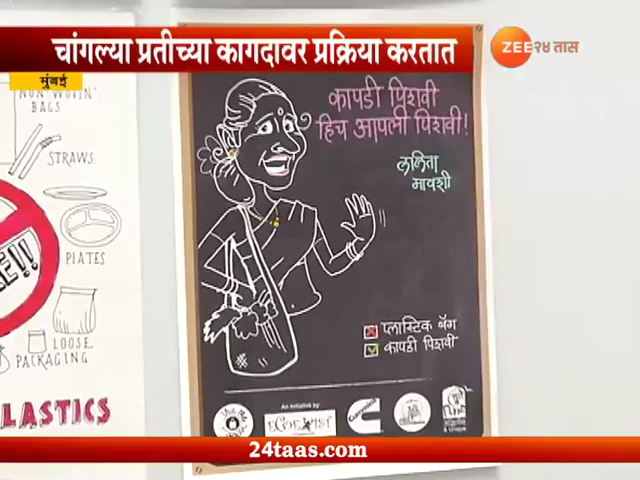 चांगल्या प्रतीच्या कागदावर प्रक्रिया करतात
ZEE २४ तास
मुंबई
NON-WOVEN
BAGS
STRAWS
PLATES
LOOSE
PACKAGING
LASTICS
कापडी पिशवी
हिच आपली पिशवी!
ललिता
मावशी
प्लास्टिक बॅग
कापडी पिशवी
An initiative by
ECOEXIST
Cummins
24taas.com